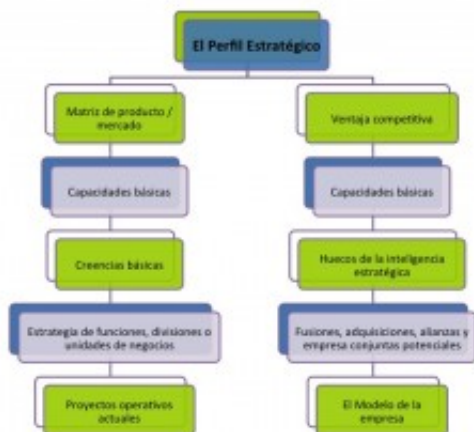 El Perfil Estratégico
Matriz de producto /
mercado
Ventaja competitiva
Capacidades básicas
Capacidades básicas
Creencias básicas
Huecos de la inteligencia
estratégica
Estrategia de funciones, divisiones o
unidades de negocios
Fusiones, adquisiciones, alianzas y
empresa conjuntas potenciales
Proyectos operativos
actuales
El Modelo de la
empresa